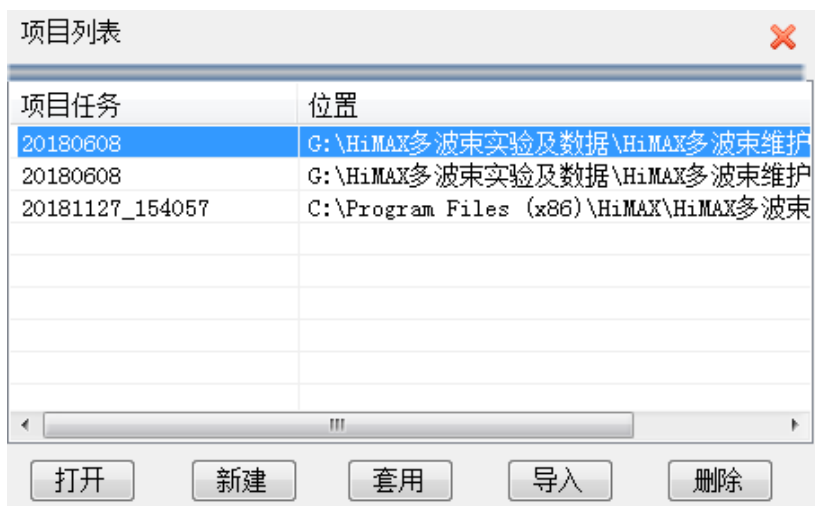 项目列表
项目任务 位置
20180608 G:\HiMAX多波束实验及数据\HiMAX多波束维护
20180608 G:\HiMAX多波束实验及数据\HiMAX多波束维护
20181127_154057 C:\Program Files (x86)\HiMAX\HiMAX多波束
打开 新建 套用 导入 删除